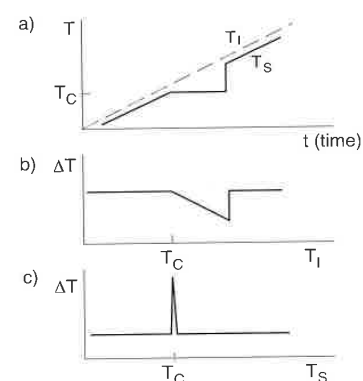 a) T
T_I
T_S
T_C
t (time)
b) ΔT
T_C T_I
c) ΔT
T_C T_S